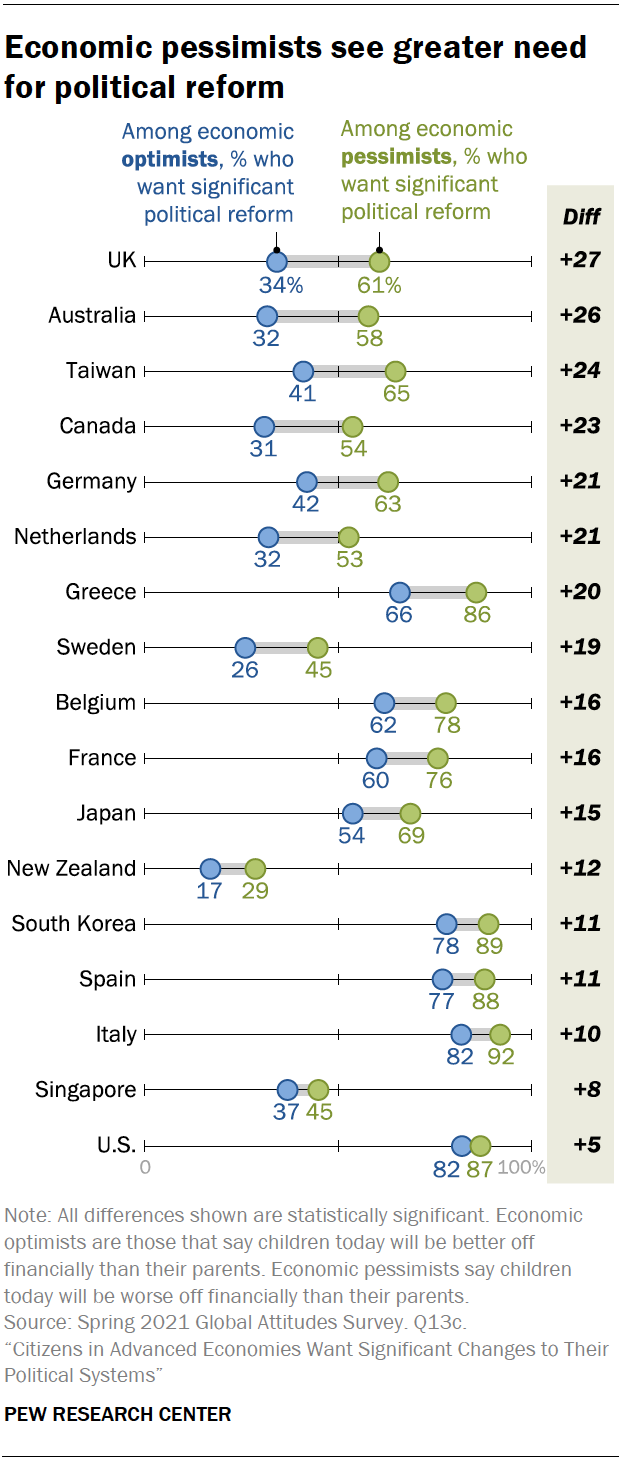 Economic pessimists see greater need
for political reform
Among economic
optimists, % who
want significant
political reform
Among economic
pessimists, % who
want significant
political reform
Diff
UK 34% 61% +27
Australia 32 58 +26
Taiwan 41 65 +24
Canada 31 54 +23
Germany 42 63 +21
Netherlands 32 53 +21
Greece 66 86 +20
Sweden 26 45 +19
Belgium 62 78 +16
France 60 76 +16
Japan 54 69 +15
New Zealand 17 29 +12
South Korea 78 89 +11
Spain 77 88 +11
Italy 82 92 +10
Singapore 37 45 +8
U.S. 82 87 +5
0 100%
Note: All differences shown are statistically significant. Economic
optimists are those that say children today will be better off
financially than their parents. Economic pessimists say children
today will be worse off financially than their parents.
Source: Spring 2021 Global Attitudes Survey. Q13c.
“Citizens in Advanced Economies Want Significant Changes to Their
Political Systems”
PEW RESEARCH CENTER